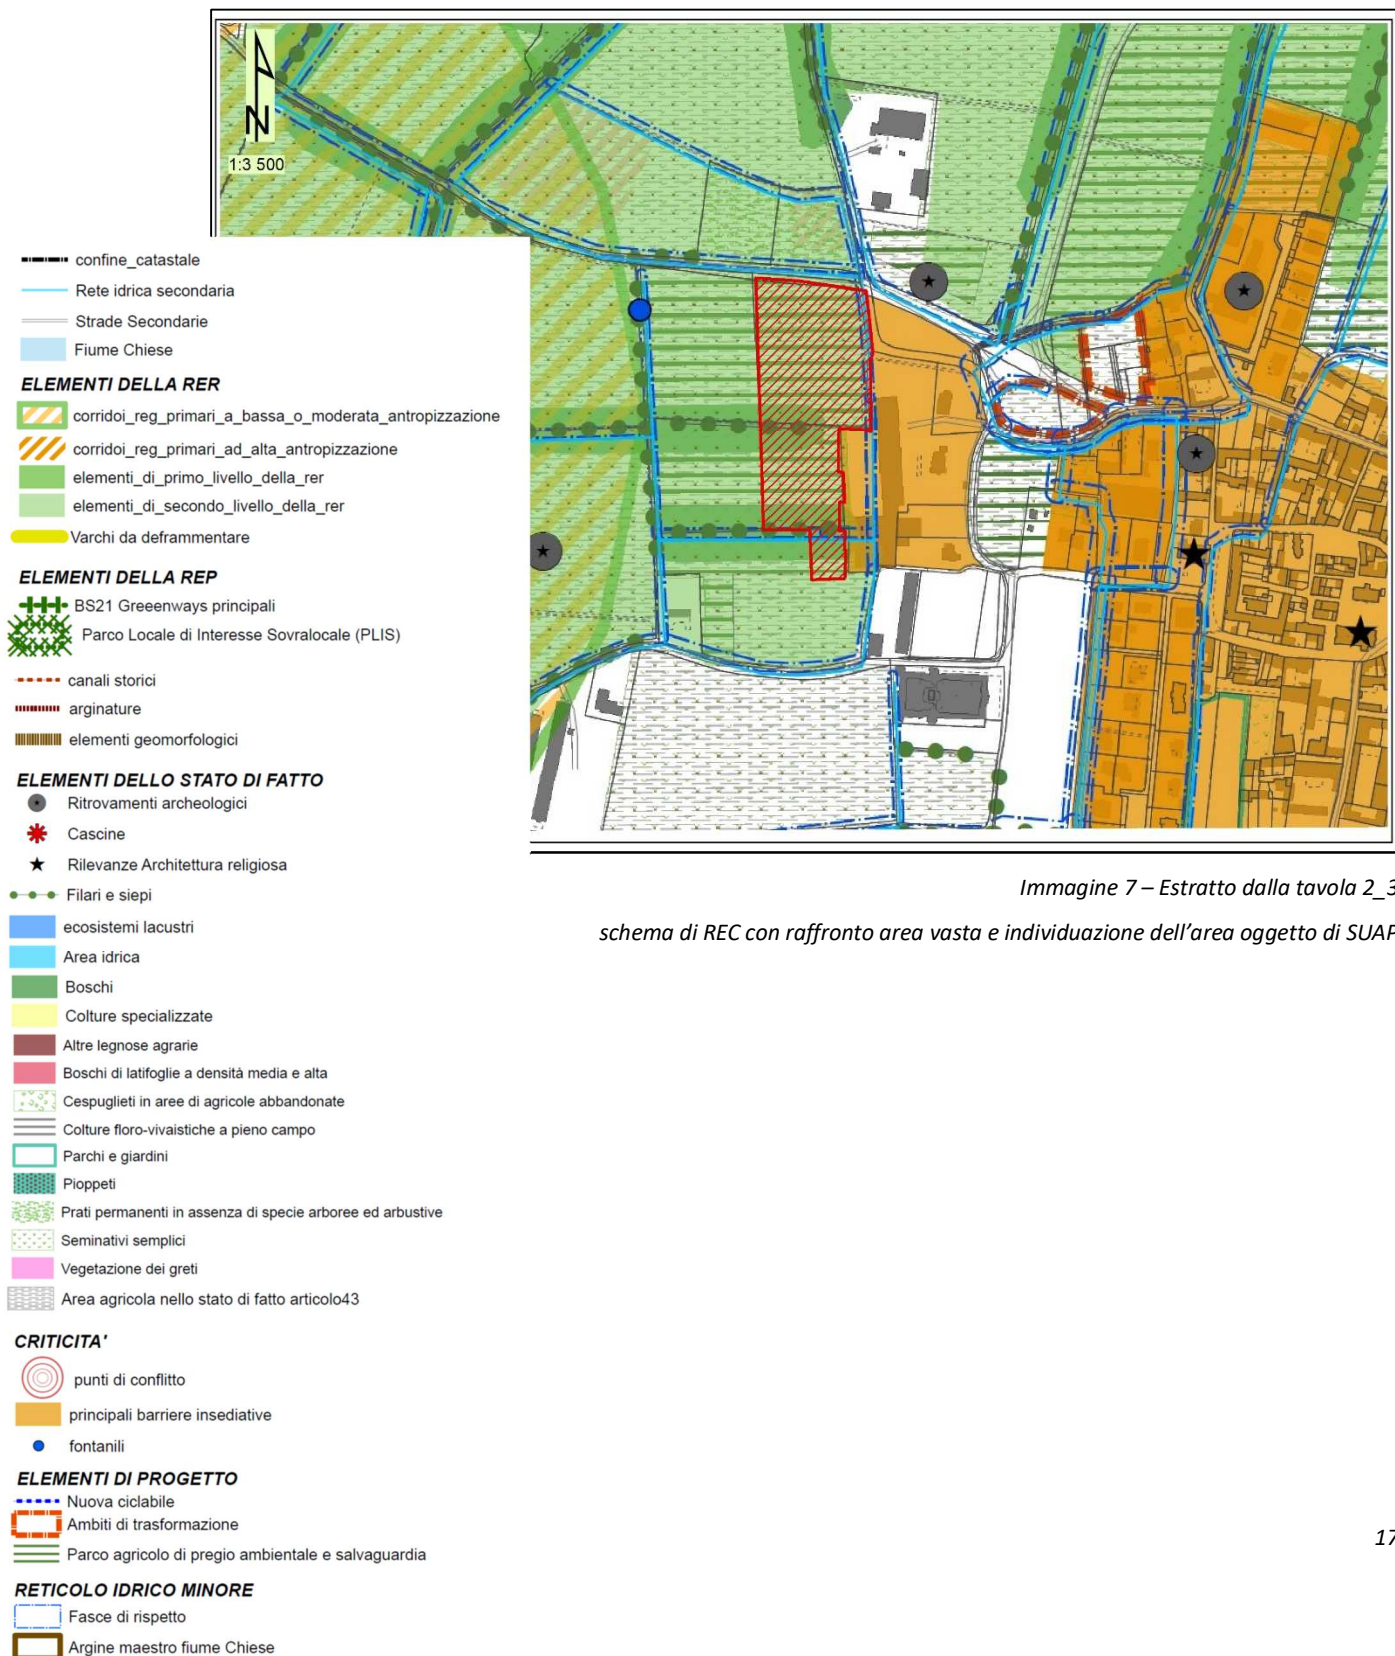 N
1:3 500
confine_catastale
Rete idrica secondaria
Strade Secondarie
Fiume Chiese
ELEMENTI DELLA RER
corridoi_reg_primari_a_bassa_o_moderata_antropizzazione
corridoi_reg_primari_ad_alta_antropizzazione
elementi_di_primo_livello_della_rer
elementi_di_secondo_livello_della_rer
Varchi da deframmentare
ELEMENTI DELLA REP
BS21 Greeenways principali
Parco Locale di Interesse Sovralocale (PLIS)
canali storici
arginature
elementi geomorfologici
ELEMENTI DELLO STATO DI FATTO
Ritrovamenti archeologici
Cascine
Rilevanze Architettura religiosa
Filari e siepi
ecosistemi lacustri
Area idrica
Boschi
Colture specializzate
Altre legnose agrarie
Boschi di latifoglie a densità media e alta
Cespuglieti in aree di agricole abbandonate
Colture floro-vivaistiche a pieno campo
Parchi e giardini
Pioppeti
Prati permanenti in assenza di specie arboree ed arbustive
Seminativi semplici
Vegetazione dei greti
Area agricola nello stato di fatto articolo43
CRITICITA'
punti di conflitto
principali barriere insediative
fontanili
ELEMENTI DI PROGETTO
Nuova ciclabile
Ambiti di trasformazione
Parco agricolo di pregio ambientale e salvaguardia
RETICOLO IDRICO MINORE
Fasce di rispetto
Argine maestro fiume Chiese
Immagine 7 – Estratto dalla tavola 2_3
schema di REC con raffronto area vasta e individuazione dell'area oggetto di SUAP
17